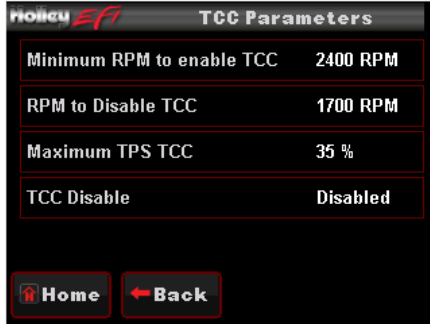 Holley EFI TCC Parameters
Minimum RPM to enable TCC 2400 RPM
RPM to Disable TCC 1700 RPM
Maximum TPS TCC 35 %
TCC Disable Disabled
Home Back